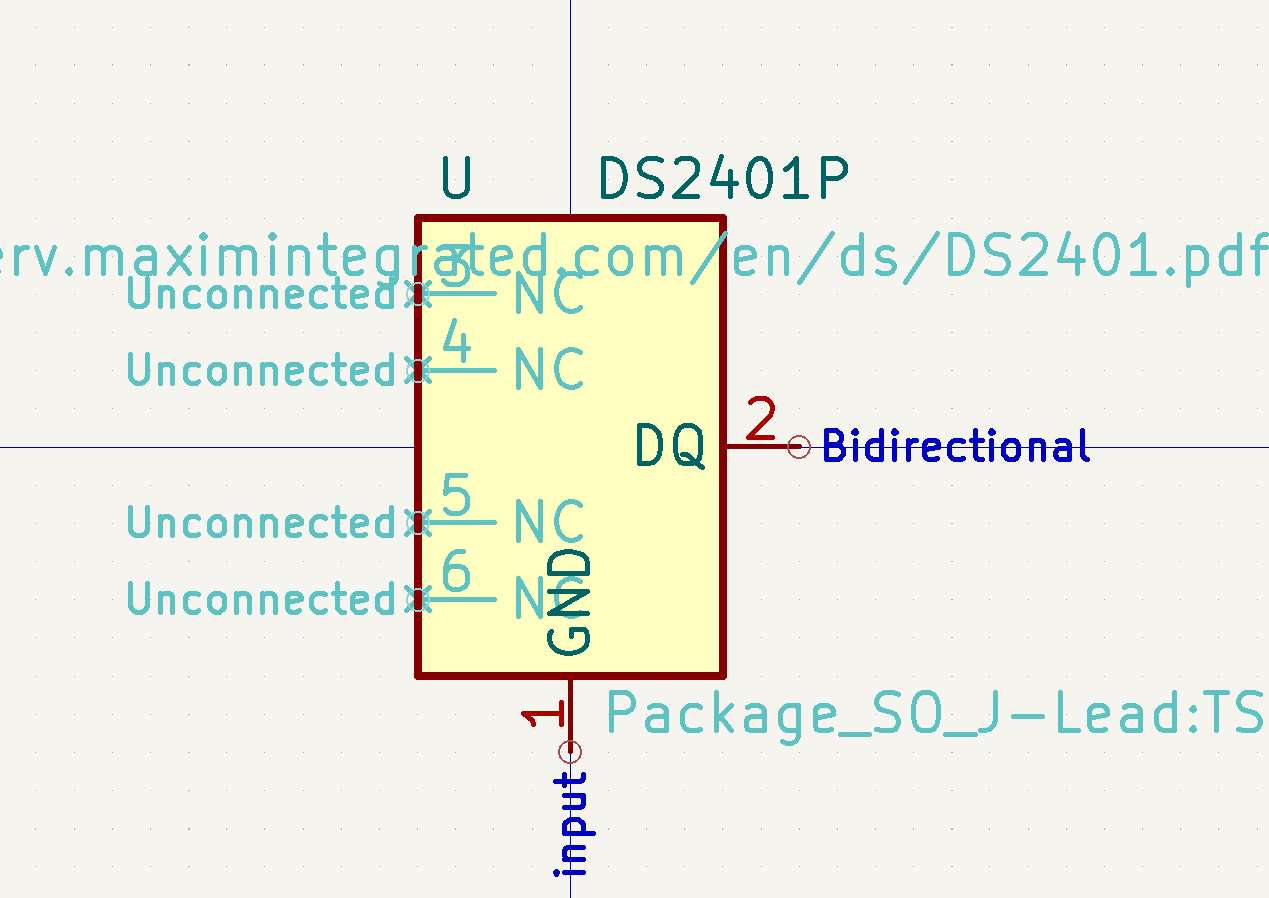 U DS2401P
erv.maximintegrated.com/en/ds/DS2401.pdf
3
Unconnected NC
4
Unconnected NC
2
DQ Bidirectional
5
Unconnected NC
6
Unconnected NC
GND
1
Package_SO_J-Lead:TS
input